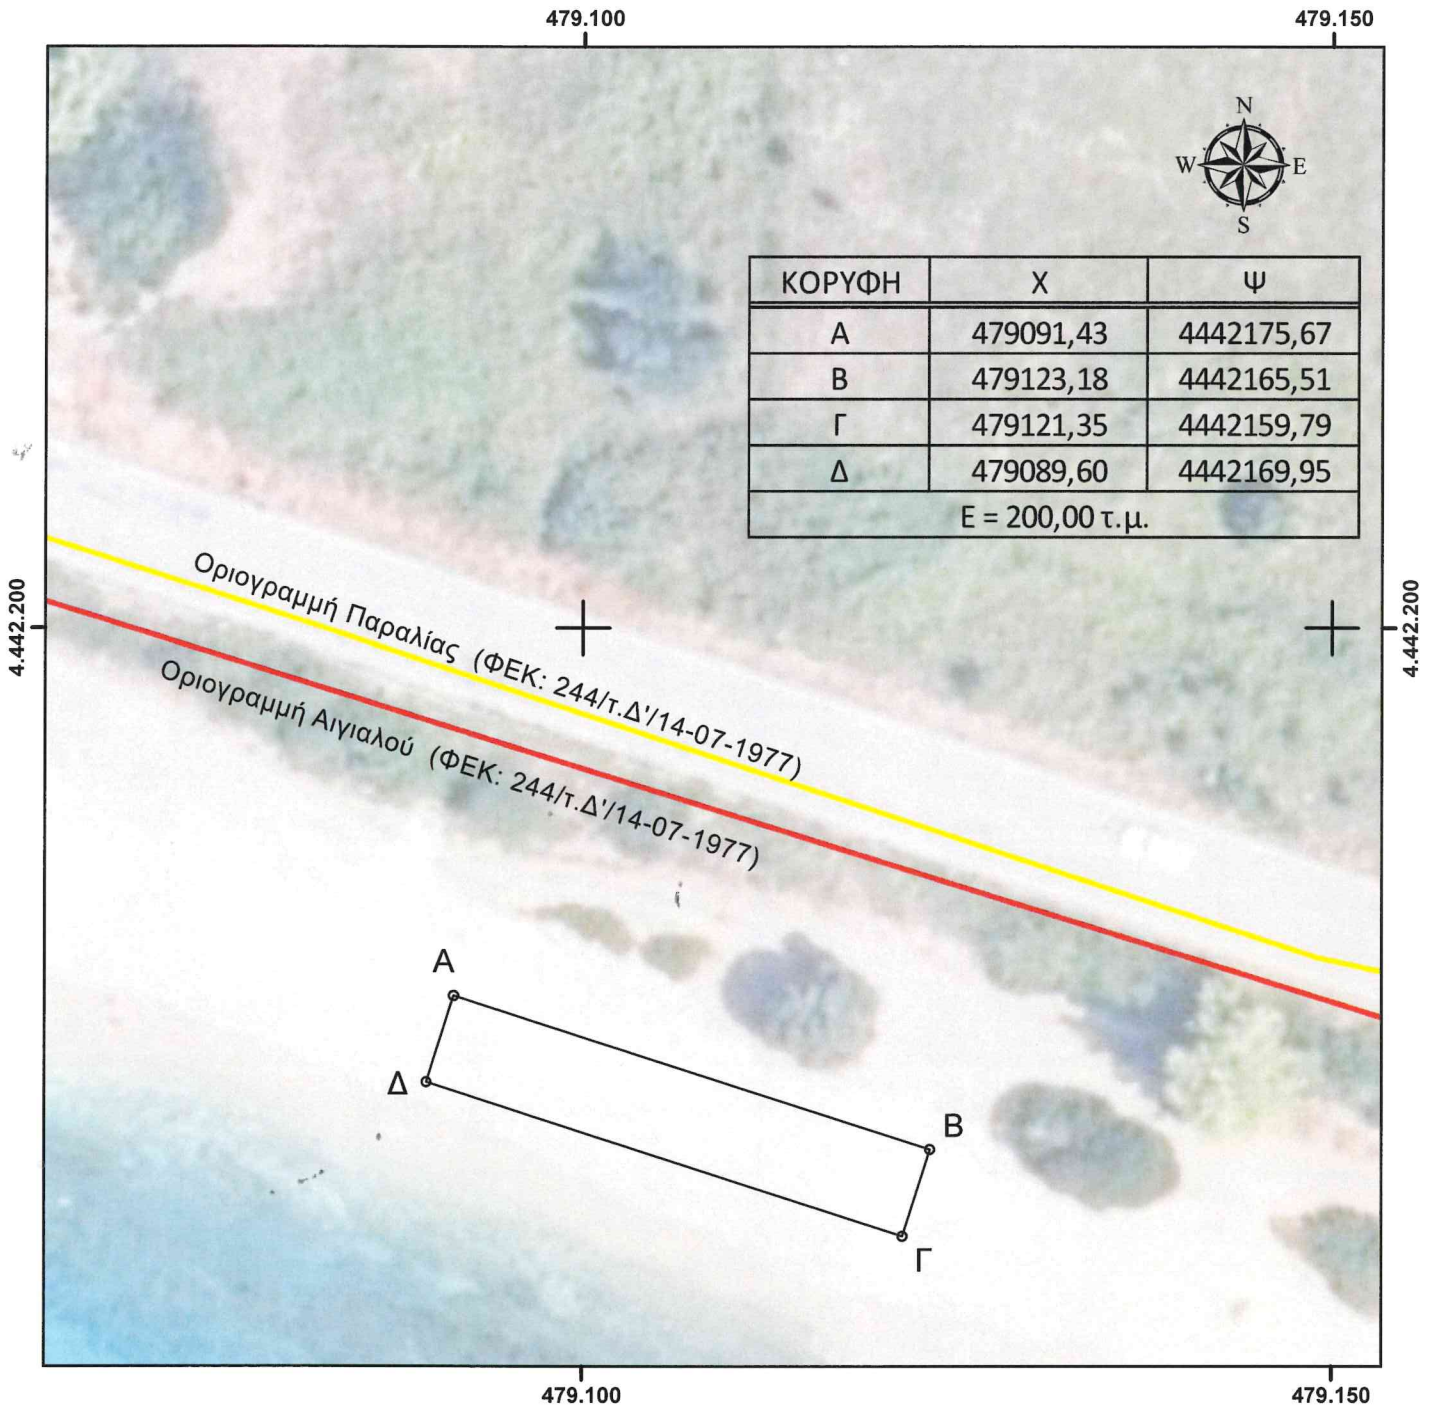 479.100 479.150
N
W E
S
ΚΟΡΥΦΗ Χ Ψ
Α 479091,43 4442175,67
Β 479123,18 4442165,51
Γ 479121,35 4442159,79
Δ 479089,60 4442169,95
Ε = 200,00 τ.μ.
4.442.200
4.442.200
Οριογραμμή Παραλίας (ΦΕΚ: 244/τ.Δ'/14-07-1977)
Οριογραμμή Αιγιαλού (ΦΕΚ: 244/τ.Δ'/14-07-1977)
Α
Δ
Β
Γ
479.100 479.150